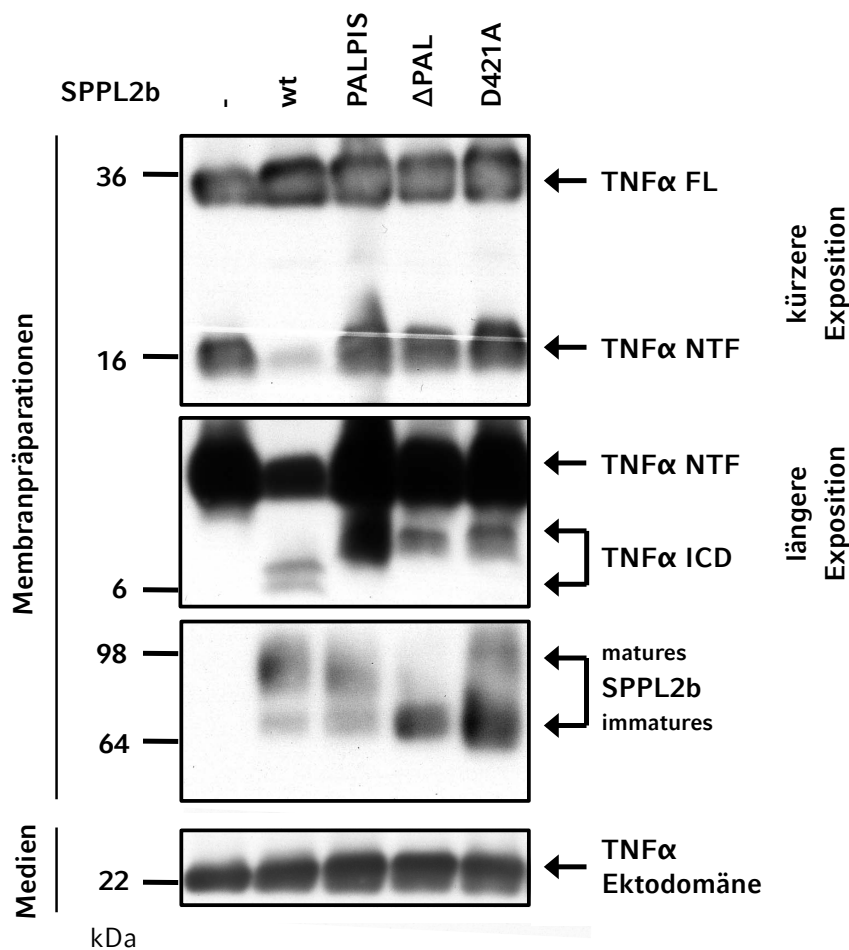 SPPL2b
-
wt
PALPIS
ΔPAL
D421A
Membranpräparationen
36
TNFα FL
16
TNFα NTF
kürzere
Exposition
TNFα NTF
TNFα ICD
6
längere
Exposition
98
matures
SPPL2b
immatures
64
Medien
22
TNFα
Ektodomäne
kDa